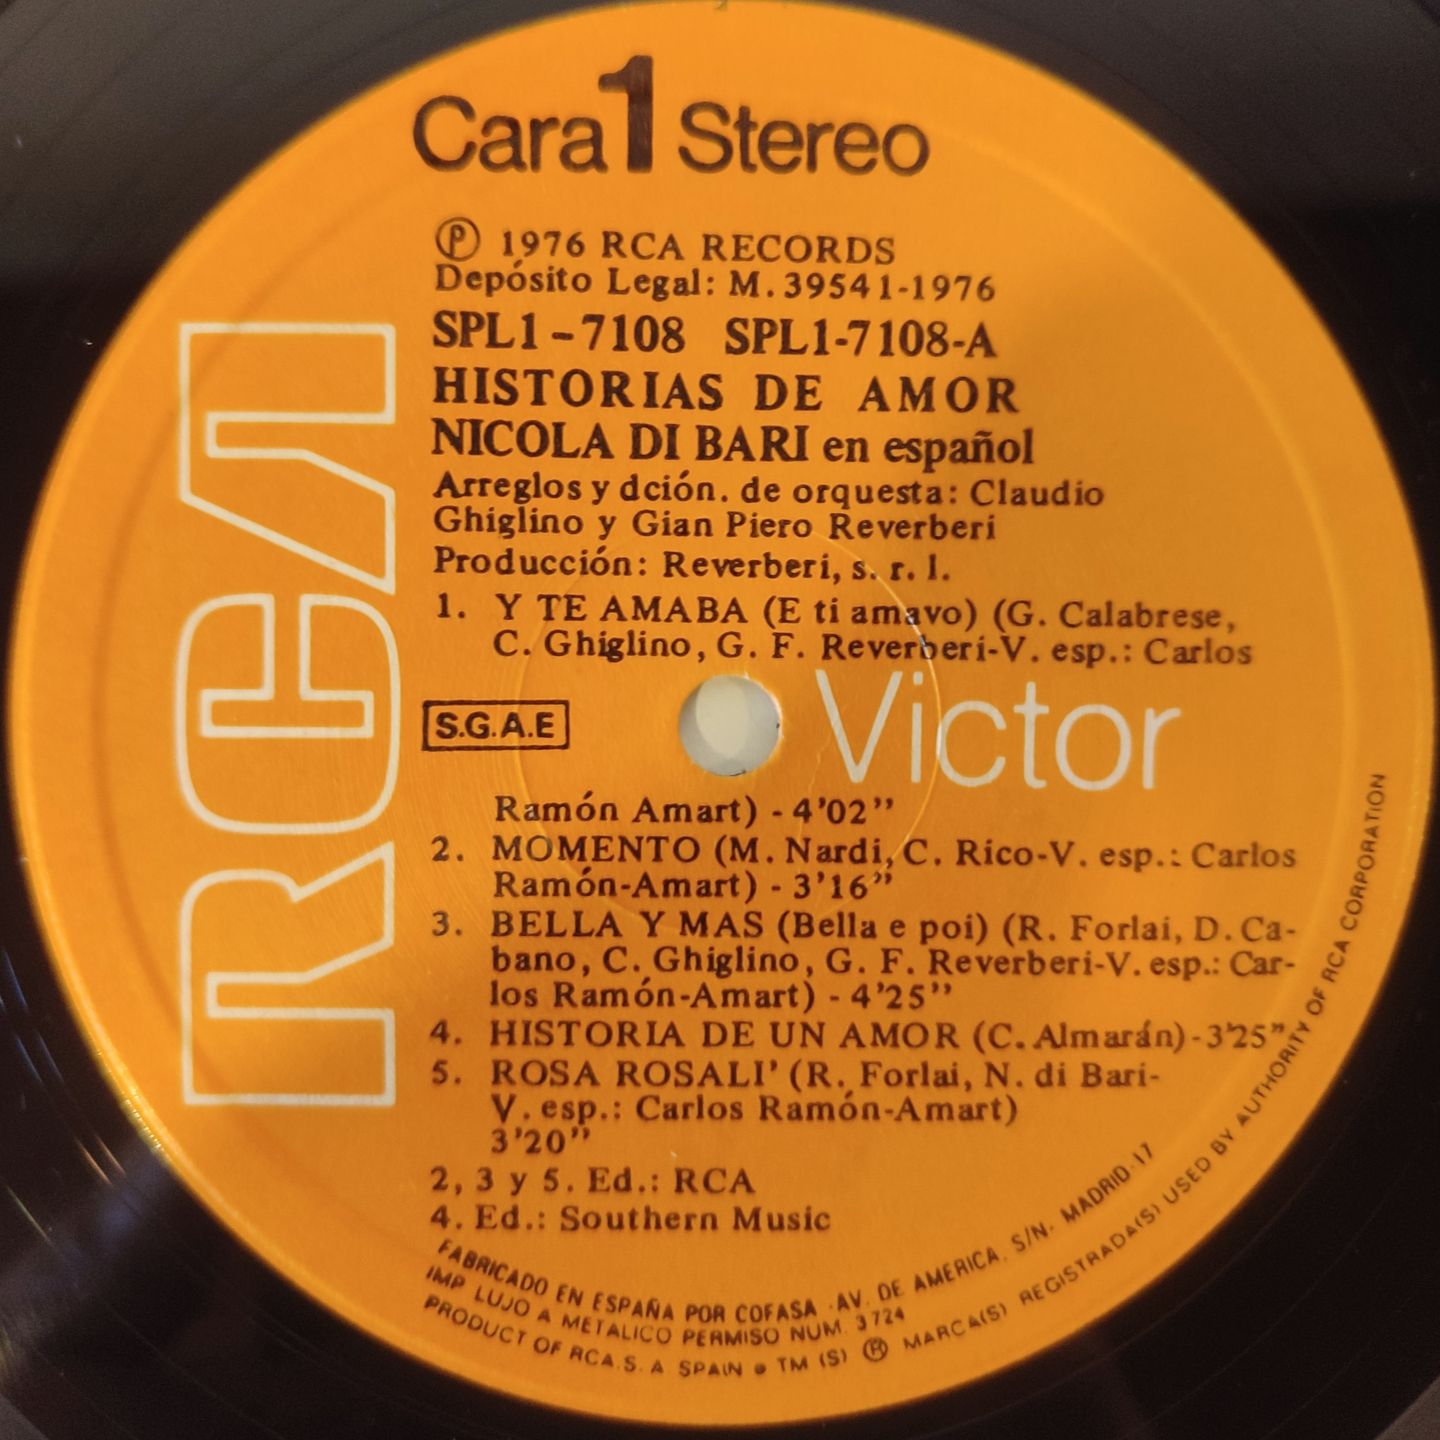 Cara 1 Stereo
Ⓟ 1976 RCA RECORDS
Depósito Legal: M. 39541-1976
SPL1-7108 SPL1-7108-A
HISTORIAS DE AMOR
NICOLA DI BARI en español
Arreglos y dción. de orquesta: Claudio
Ghiglino y Gian Piero Reverberi
Producción: Reverberi, s. r. l.
1. Y TE AMABA (E ti amavo) (G. Calabrese,
C. Ghiglino, G. F. Reverberi-V. esp.: Carlos
RCA
S.G.A.E
Victor
Ramón Amart) - 4'02”
2. MOMENTO (M. Nardi, C. Rico-V. esp.: Carlos
Ramón-Amart) - 3'16”
3. BELLA Y MAS (Bella e poi) (R. Forlai, D. Ca-
bano, C. Ghiglino, G. F. Reverberi-V. esp.: Car-
los Ramón-Amart) - 4'25”
4. HISTORIA DE UN AMOR (C. Almarán)-3'25”
5. ROSA ROSALI' (R. Forlai, N. di Bari-
V. esp.: Carlos Ramón-Amart)
3'20”
2, 3 y 5. Ed.: RCA
4. Ed.: Southern Music
FABRICADO EN ESPAÑA POR COFASA -AV. DE AMERICA. S/N- MADRID-17
IMP LUJO A METALICO PERMISO NUM. 3724
PRODUCT OF RCA.S.A SPAIN ● TM (S) ® MARCA(S) REGISTRADA(S) USED BY AUTHORITY OF RCA CORPORATION